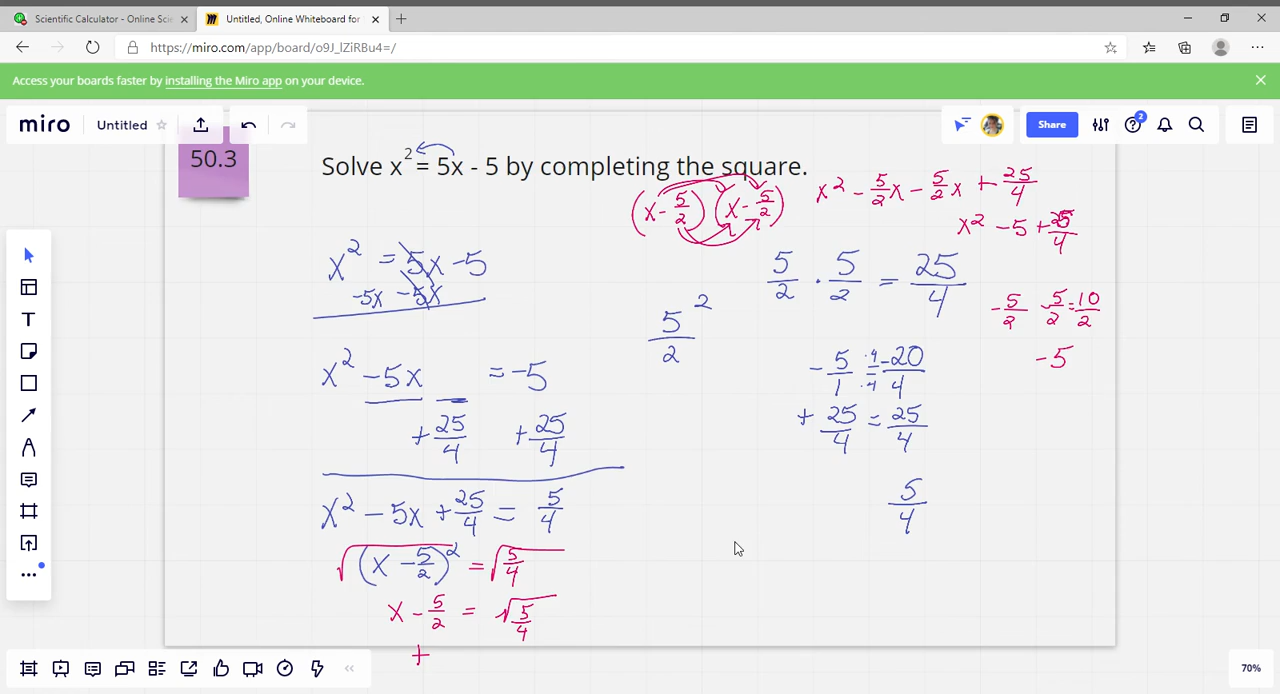 Scientific Calculator - Online Scie
Untitled, Online Whiteboard for
https://miro.com/app/board/o9J_lZiRBu4=/
Access your boards faster by installing the Miro app on your device.
miro Untitled
Share
2
50.3
Solve x² = 5x - 5 by completing the square.
(x - 5/2)(x - 5/2)
x² - 5/2x - 5/2x + 25/4
x² - 5 + 25/4
x² = 5x - 5
-5x -5x
5/2 · 5/2 = 25/4
5/2 ²
- 5/2 - 5/2 = 10/2
-5
x² - 5x = -5
+ 25/4 + 25/4
- 5/1 ·4/·4 = -20/4
+ 25/4 = 25/4
5/4
x² - 5x + 25/4 = 5/4
√(x - 5/2)² = √5/4
x - 5/2 = √5/4
+
70%